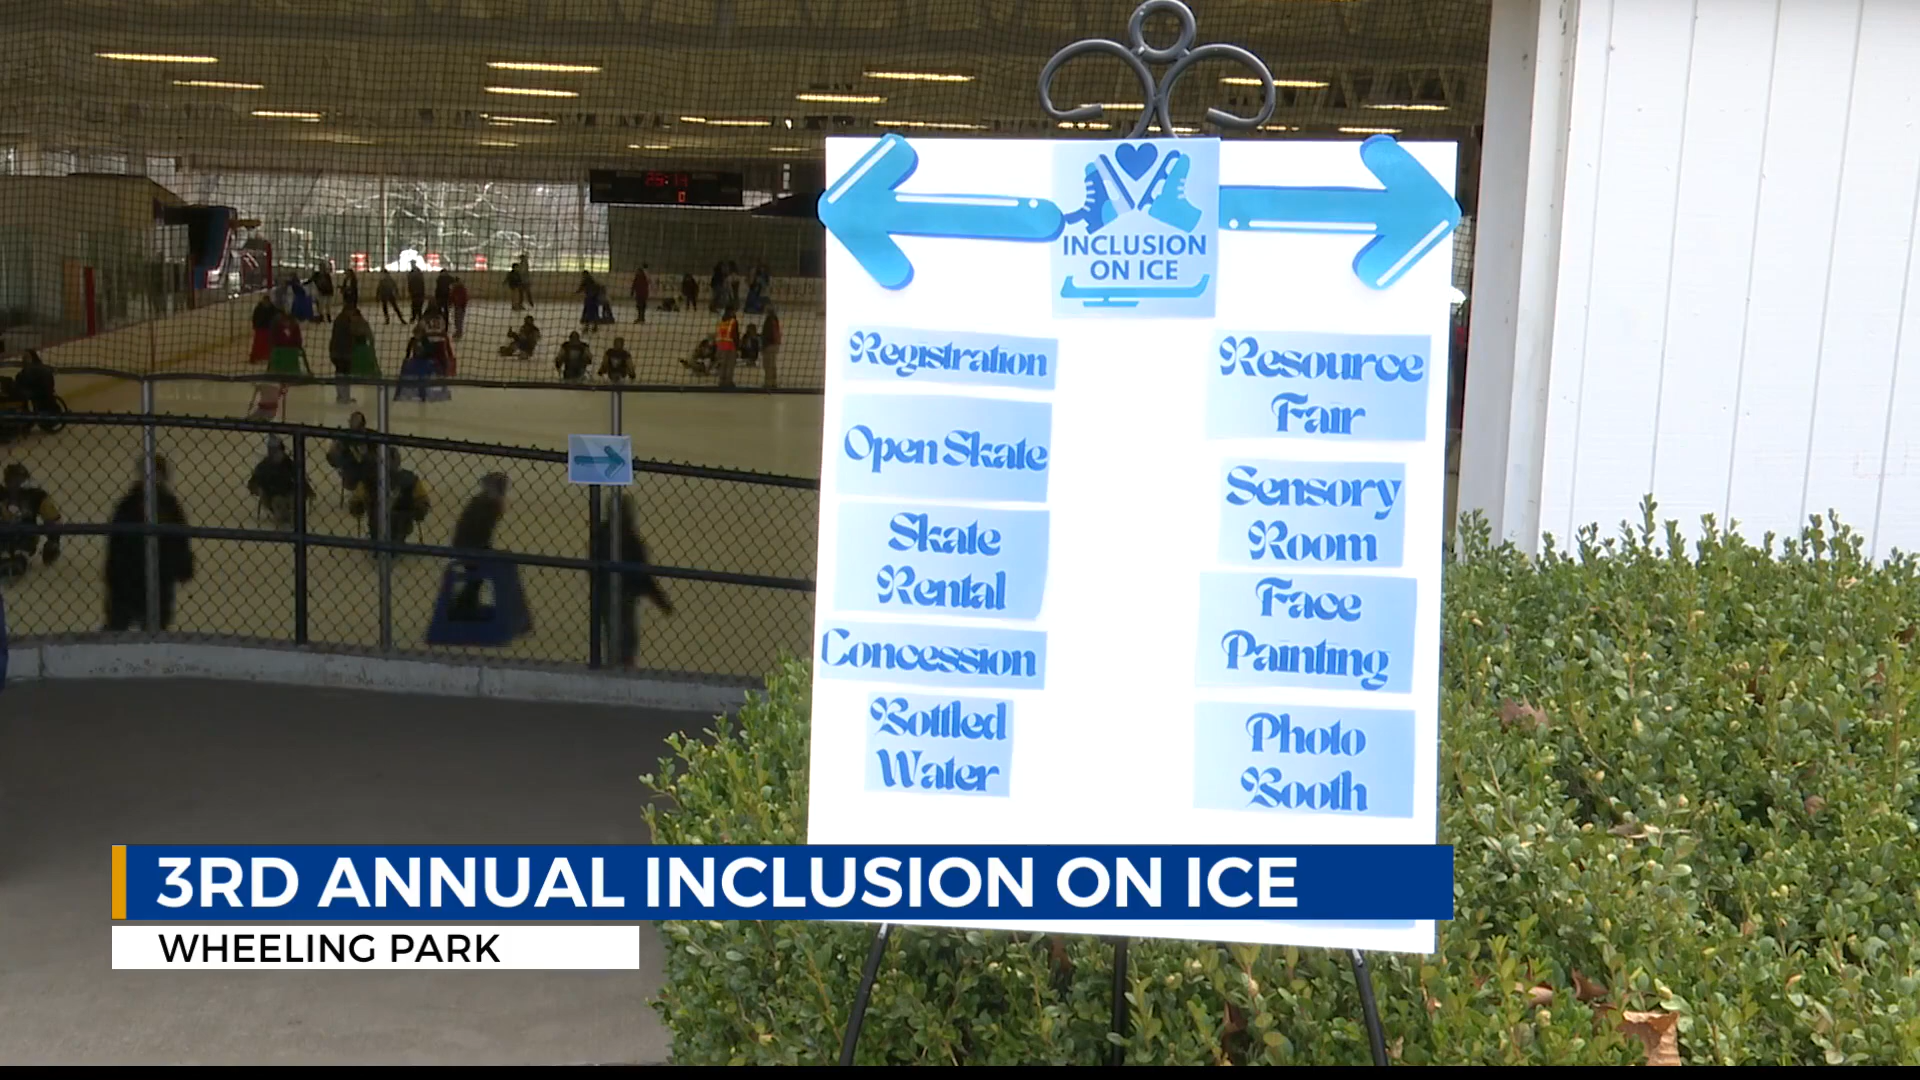 INCLUSION
ON ICE
Registration
Open Skate
Skate
Rental
Concession
Bottled
Water
Resource
Fair
Sensory
Room
Face
Painting
Photo
Booth
3RD ANNUAL INCLUSION ON ICE
WHEELING PARK